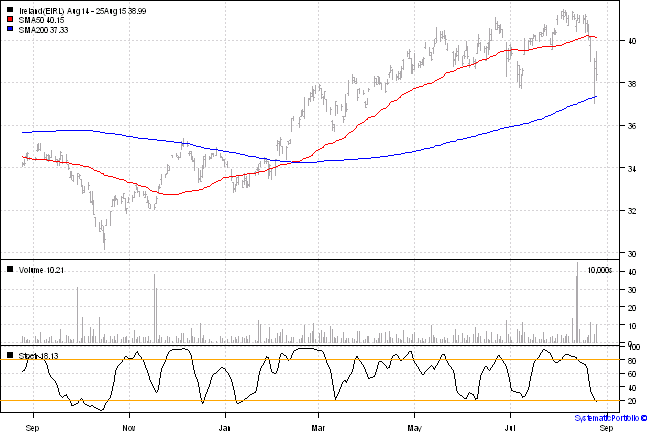 Ireland(EIRL) Aug14 - 25Aug15 38.99
SMA50 40.15
SMA200 37.33
40
38
36
34
32
30
Volume 10.21
10,000s
40
30
20
10
0
Stoch 18.13
100
80
60
40
20
Sep Nov Jan Mar May Jul Sep
SystematicPortfolio ©